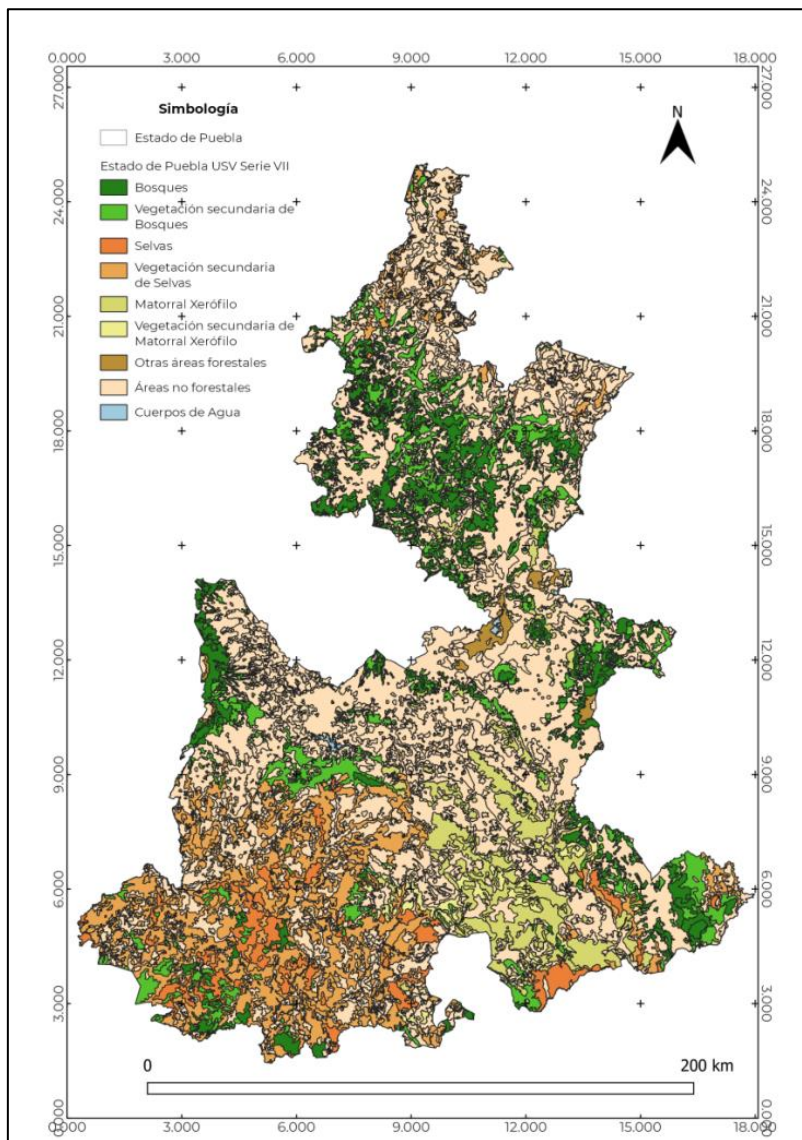 0.000 3.000 6.000 9.000 12.000 15.000 18.000
27.000 27.000
Simbología
N
Estado de Puebla
Estado de Puebla USV Serie VII
Bosques
Vegetación secundaria de
Bosques
Selvas
Vegetación secundaria
de Selvas
Matorral Xerófilo
Vegetación secundaria de
Matorral Xerófilo
Otras áreas forestales
Áreas no forestales
Cuerpos de Agua
24.000 24.000
21.000 21.000
18.000 18.000
15.000 15.000
12.000 12.000
9.000 9.000
6.000 6.000
3.000 3.000
0 200 km
0.000 0.000
0.000 3.000 6.000 9.000 12.000 15.000 18.000